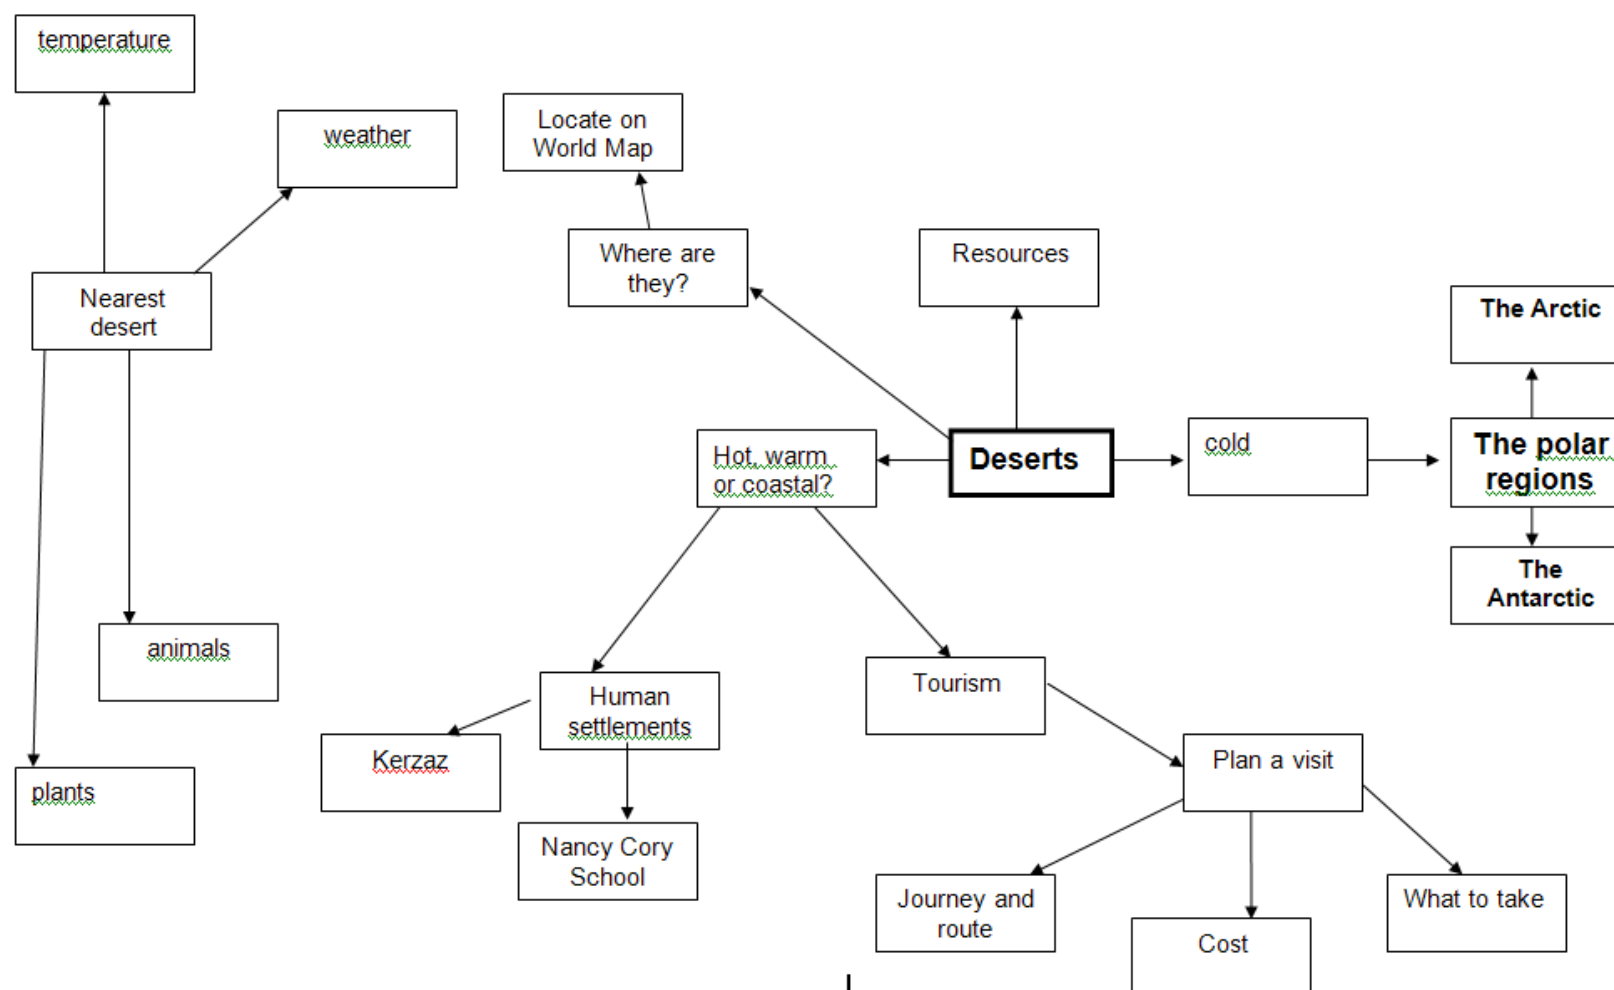 temperature
weather
Locate on
World Map
Where are
they?
Resources
Nearest
desert
The Arctic
Hot, warm
or coastal?
Deserts
cold
The polar
regions
The
Antarctic
animals
Human
settlements
Tourism
Kerzaz
Plan a visit
plants
Nancy Cory
School
Journey and
route
Cost
What to take